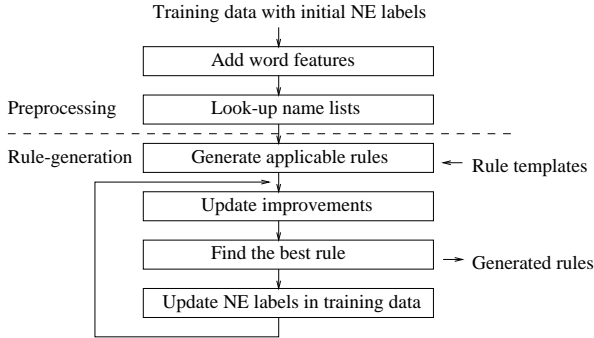 Training data with initial NE labels
Add word features
Preprocessing
Look-up name lists
Rule-generation
Generate applicable rules
Rule templates
Update improvements
Find the best rule
Generated rules
Update NE labels in training data